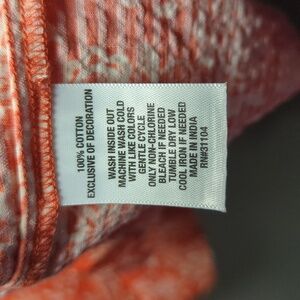 100% COTTON
EXCLUSIVE OF DECORATION
WASH INSIDE OUT
MACHINE WASH COLD
WITH LIKE COLORS
GENTLE CYCLE
ONLY NON-CHLORINE
BLEACH IF NEEDED
TUMBLE DRY LOW
COOL IRON IF NEEDED
MADE IN INDIA
RN#31104